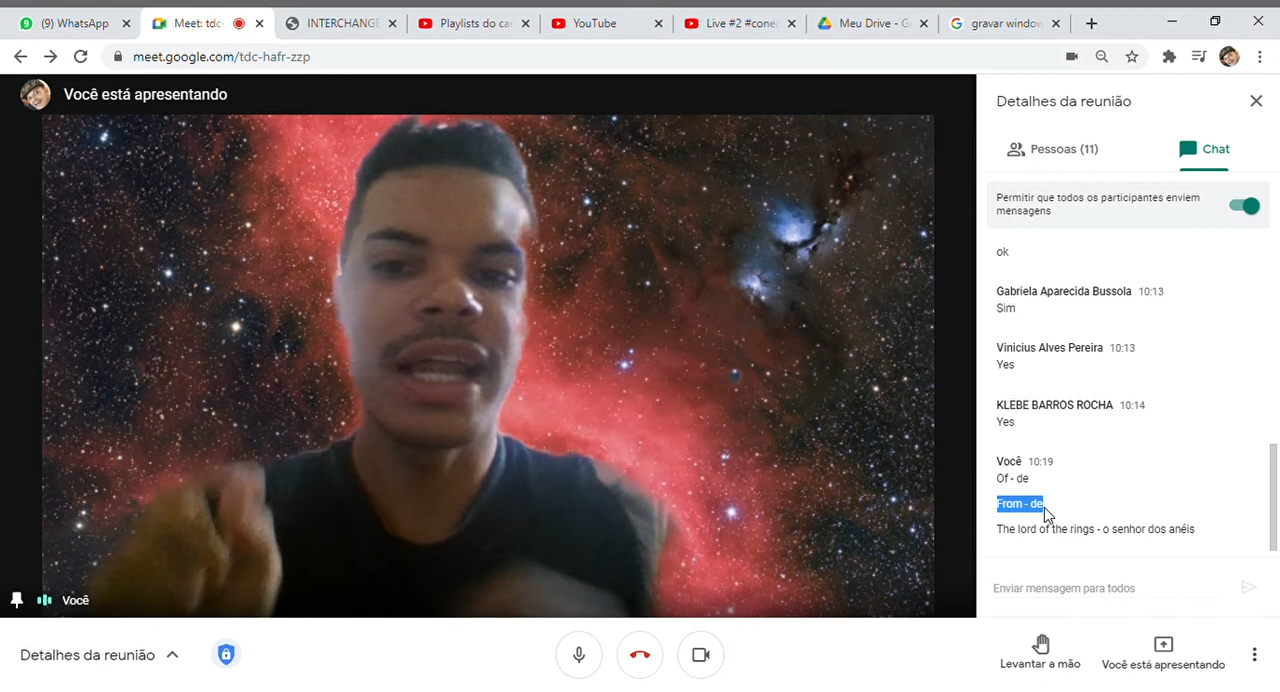 (9) WhatsApp
Meet: tdc-
INTERCHANGE
Playlists do ca
YouTube
Live #2 #cone
Meu Drive - G
gravar window
meet.google.com/tdc-hafr-zzp
Você está apresentando
Detalhes da reunião
Pessoas (11)
Chat
Permitir que todos os participantes enviem
mensagens
ok
Gabriela Aparecida Bussola 10:13
Sim
Vinicius Alves Pereira 10:13
Yes
KLEBE BARROS ROCHA 10:14
Yes
Você 10:19
Of - de
From - de
The lord of the rings - o senhor dos anéis
Enviar mensagem para todos
Você
Detalhes da reunião
Levantar a mão
Você está apresentando